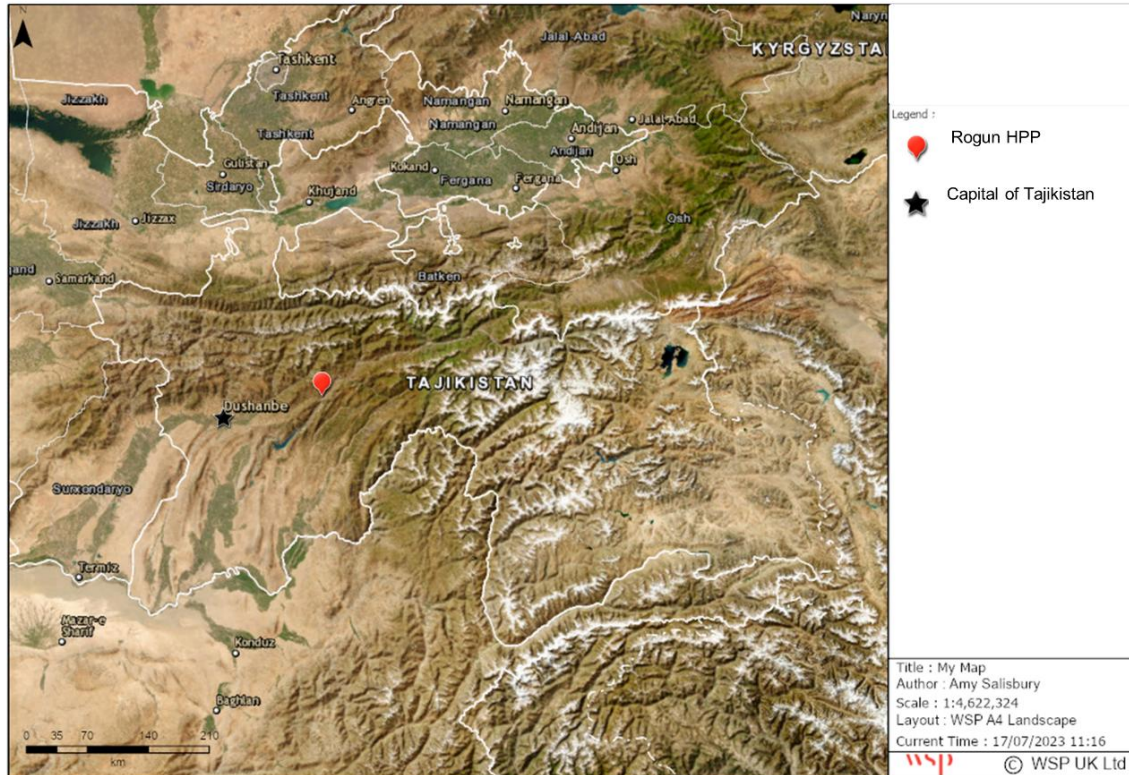 N
Naryn
Jalal-Abad
KYRGYZSTA
Tashkent
Jizzakh
Tashkent
Angren
Namangan
Namangan
Namangan
Jalal-Abad
Tashkent
Andijan
Andijan
Gulistan
Kokand
Osh
Sirdaryo
Fergana
Fergana
Khujand
Jizzakh
Jizzax
Osh
gand
Samarkand
Batken
TAJIKISTAN
Dushanbe
Surxondaryo
Termiz
Mazar-e
Sharif
Konduz
Baghlan
0 35 70 140 210
km
Legend :
Rogun HPP
Capital of Tajikistan
Title : My Map
Author : Amy Salisbury
Scale : 1:4,622,324
Layout : WSP A4 Landscape
Current Time : 17/07/2023 11:16
wsp © WSP UK Ltd